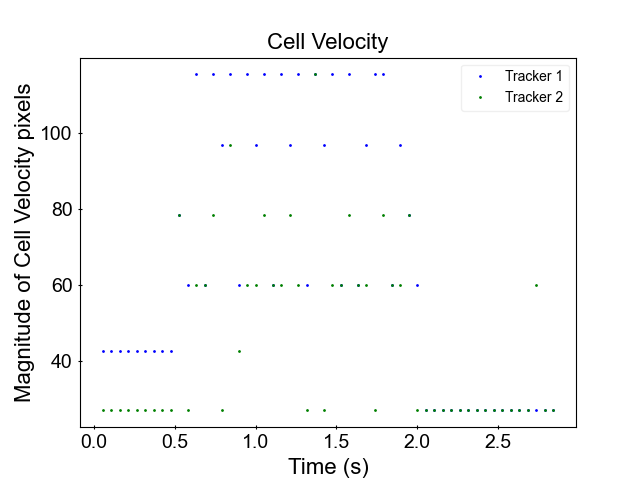 Cell Velocity
Tracker 1
Tracker 2
Magnitude of Cell Velocity pixels
100
80
60
40
0.0 0.5 1.0 1.5 2.0 2.5
Time (s)